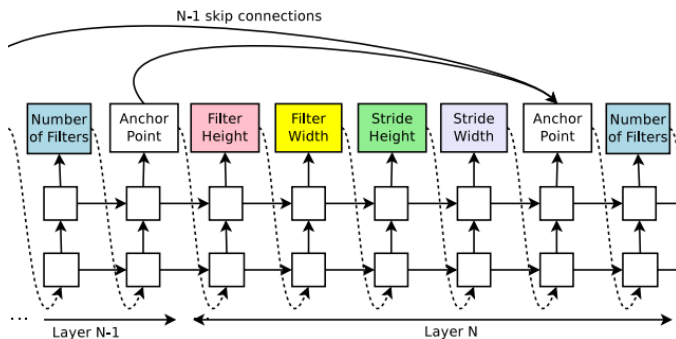 N-1 skip connections
Number
of Filters
Anchor
Point
Filter
Height
Filter
Width
Stride
Height
Stride
Width
Anchor
Point
Number
of Filters
...
Layer N-1
Layer N